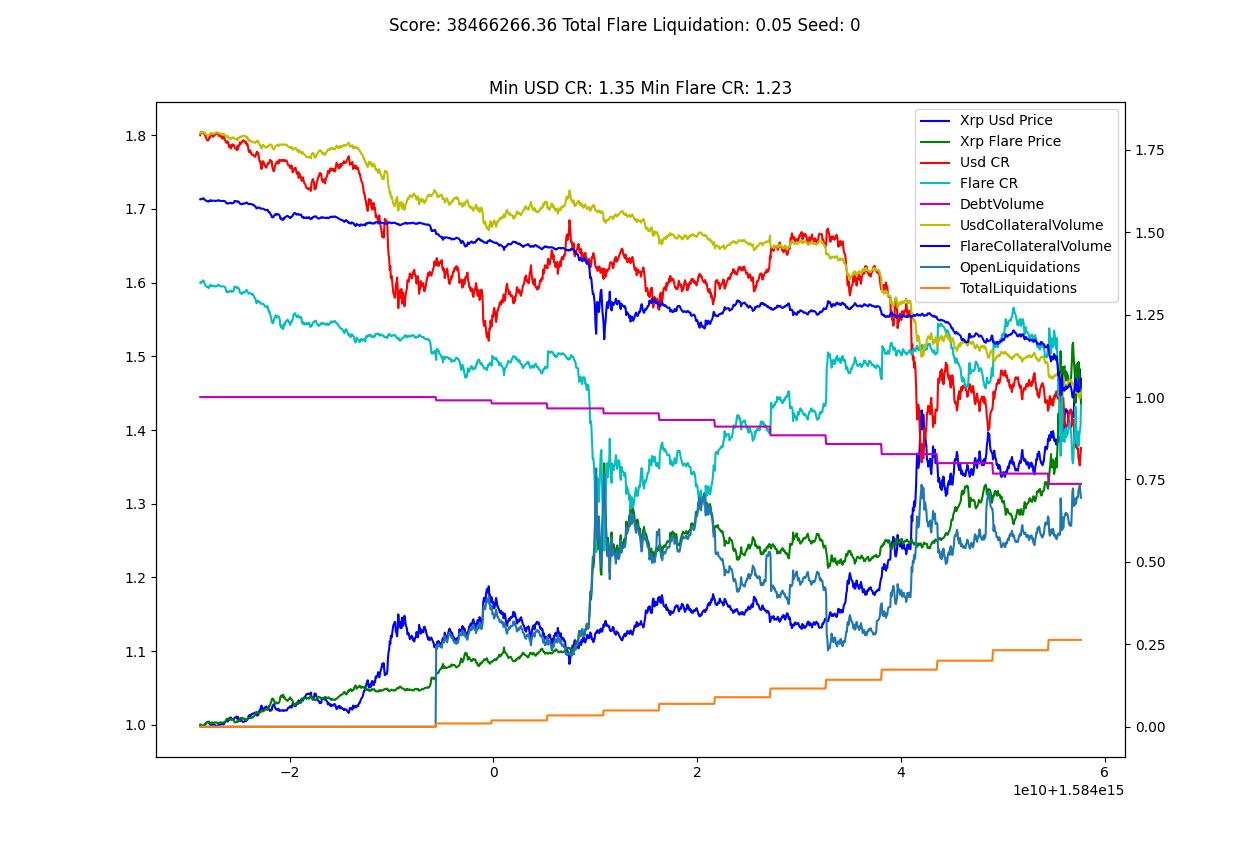 Score: 38466266.36 Total Flare Liquidation: 0.05 Seed: 0
Min USD CR: 1.35 Min Flare CR: 1.23
Xrp Usd Price
Xrp Flare Price
Usd CR
Flare CR
DebtVolume
UsdCollateralVolume
FlareCollateralVolume
OpenLiquidations
TotalLiquidations
1.8
1.7
1.6
1.5
1.4
1.3
1.2
1.1
1.0
1.75
1.50
1.25
1.00
0.75
0.50
0.25
0.00
−2
0
2
4
6
1e10+1.584e15